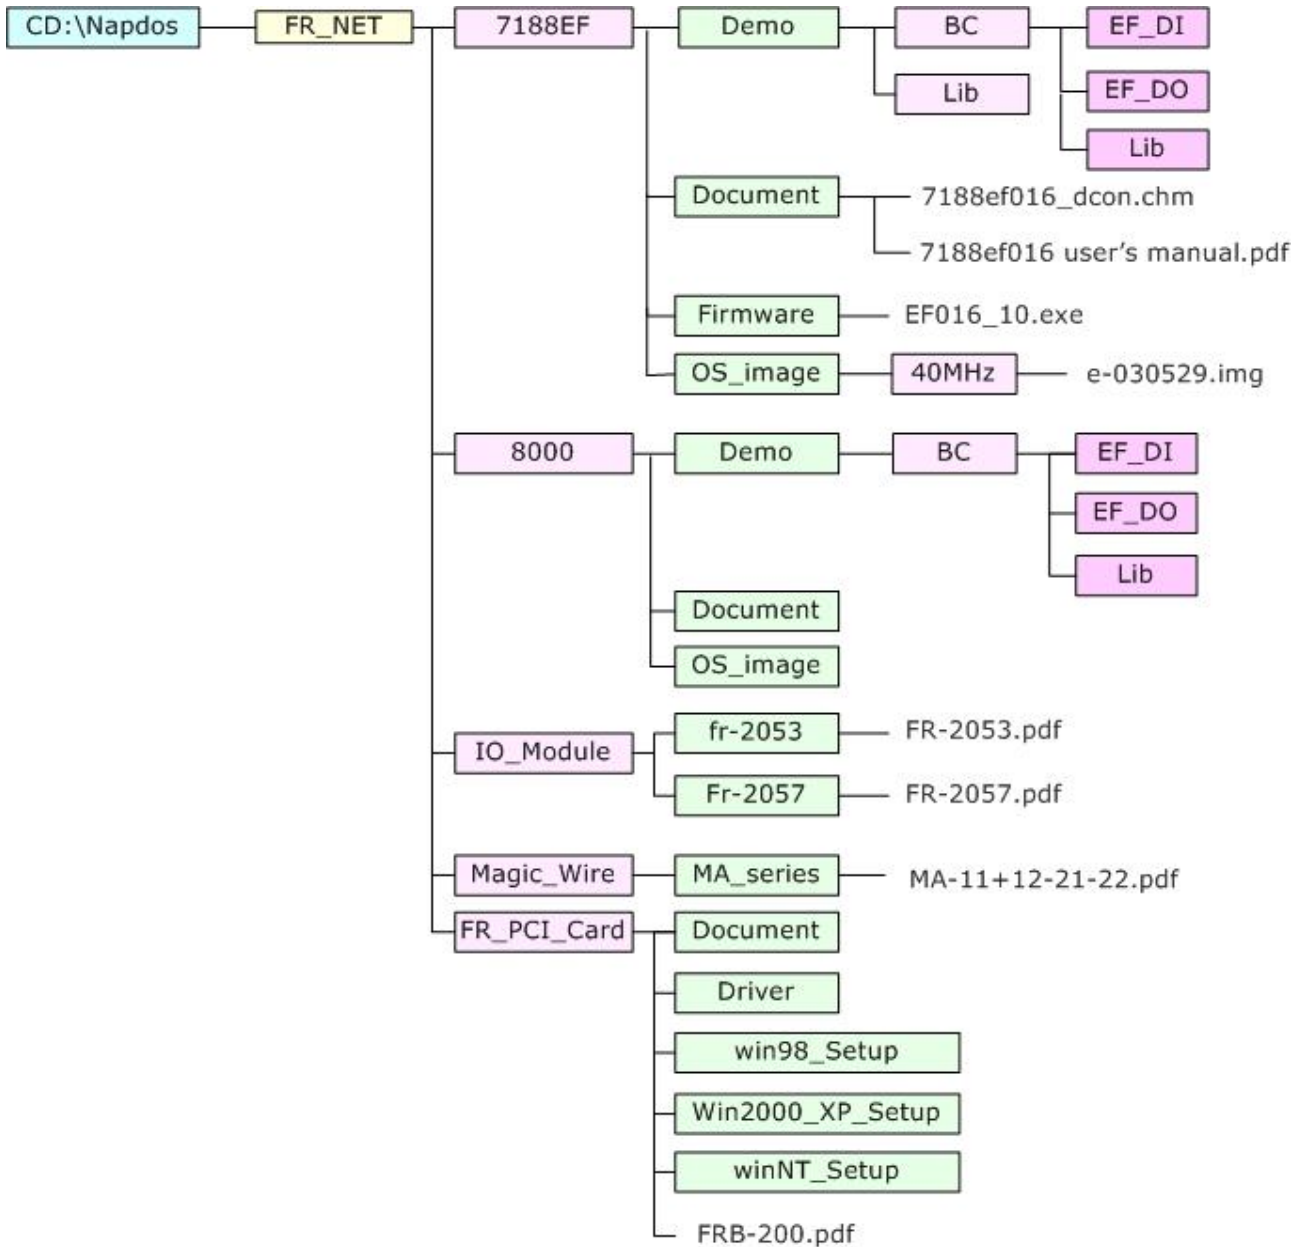 CD:\Napdos
FR_NET
7188EF
Demo
BC
EF_DI
EF_DO
Lib
Lib
Document
7188ef016_dcon.chm
7188ef016 user’s manual.pdf
Firmware
EF016_10.exe
OS_image
40MHz
e-030529.img
8000
Demo
BC
EF_DI
EF_DO
Lib
Document
OS_image
IO_Module
fr-2053
FR-2053.pdf
Fr-2057
FR-2057.pdf
Magic_Wire
MA_series
MA-11+12-21-22.pdf
FR_PCI_Card
Document
Driver
win98_Setup
Win2000_XP_Setup
winNT_Setup
FRB-200.pdf